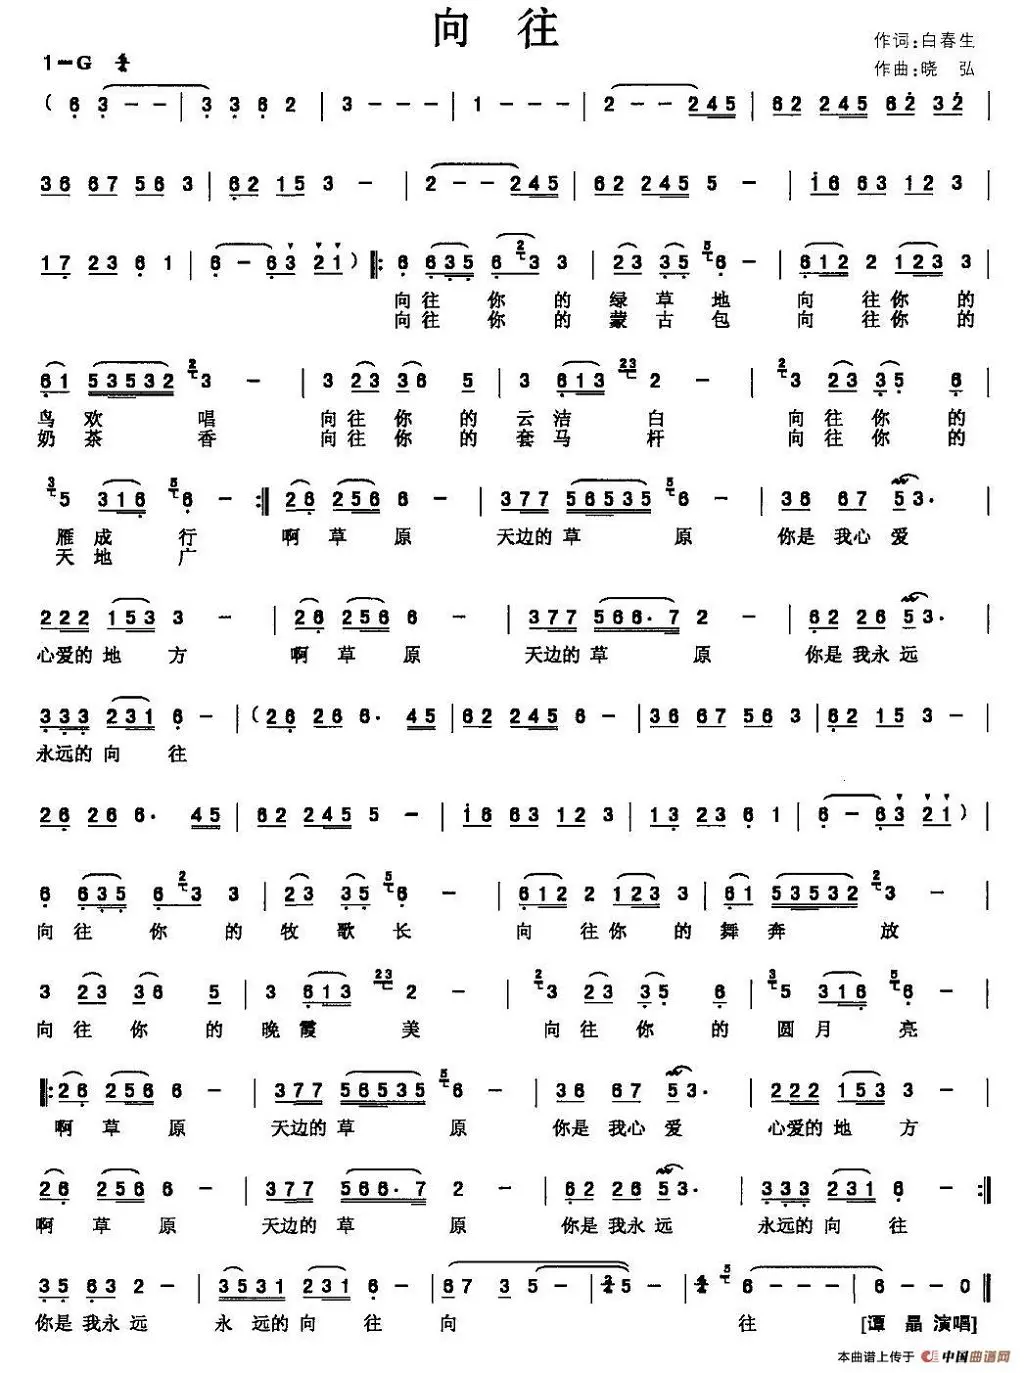 向 往
作词:白春生
1=G 4/4
作曲:晓 弘
( 6 3 - - | 3 3 6 2 | 3 - - - | 1 - - - | 2 - - 245 | 62 245 62 32 |
36 67 56 3 | 62 15 3 - | 2 - - 245 | 62 245 5 - | i6 63 12 3 |
17 23 6 1 | 6 - 63 21 ) |: 6 635 6 2 3 3 | 23 35 5 6 - | 612 2 123 3 |
向 往 你 的 绿 草 地 向 往 你 的
向 往 你 的 蒙 古 包 向 往 你 的
61 53532 2 3 - | 3 23 36 5 | 3 613 23 2 - | 2 3 23 35 6 |
鸟 欢 唱 向 往 你 的 云 洁 白 向 往 你 的
奶 茶 香 向 往 你 的 套 马 杆 向 往 你 的
3 5 316 5 6 - :| 26 256 6 - | 377 56535 5 6 - | 36 67 53. |
雁 成 行 啊 草 原 天边的 草 原 你是 我心 爱
天 地 广
222 153 3 - | 26 256 6 - | 377 566.7 2 - | 62 26 53. |
心爱的 地 方 啊 草 原 天边的 草 原 你是 我永 远
333 231 6 - | (26 26 6. 45 | 62 245 6 - | 36 67 56 3 | 62 15 3 - |
永远的 向 往
26 26 6. 45 | 62 245 5 - | i6 63 12 3 | 13 23 6 1 | 6 - 63 21 ) |
6 635 6 2 3 3 | 23 35 5 6 - | 612 2 123 3 | 61 53532 2 3 - |
向 往 你 的 牧 歌 长 向 往 你 的 舞 奔 放
3 23 36 5 | 3 613 23 2 - | 2 3 23 35 6 | 3 5 316 5 6 - |
向 往 你 的 晚 霞 美 向 往 你 的 圆 月 亮
|: 26 256 6 - | 377 56535 5 6 - | 36 67 53. | 222 153 3 - |
啊 草 原 天边的 草 原 你是 我心 爱 心爱的 地 方
26 256 6 - | 377 566.7 2 - | 62 26 53. | 333 231 6 - :|
啊 草 原 天边的 草 原 你是 我永 远 永远的 向 往
35 63 2 - | 3531 231 6 - | 67 3 5 - - | 2/4 5 - | 4/4 5 6 - - - | 6 - - 0 ||
你是 我永 远 永 远的 向 往 向 往 [谭 晶 演唱]
本曲谱上传于 中国曲谱网